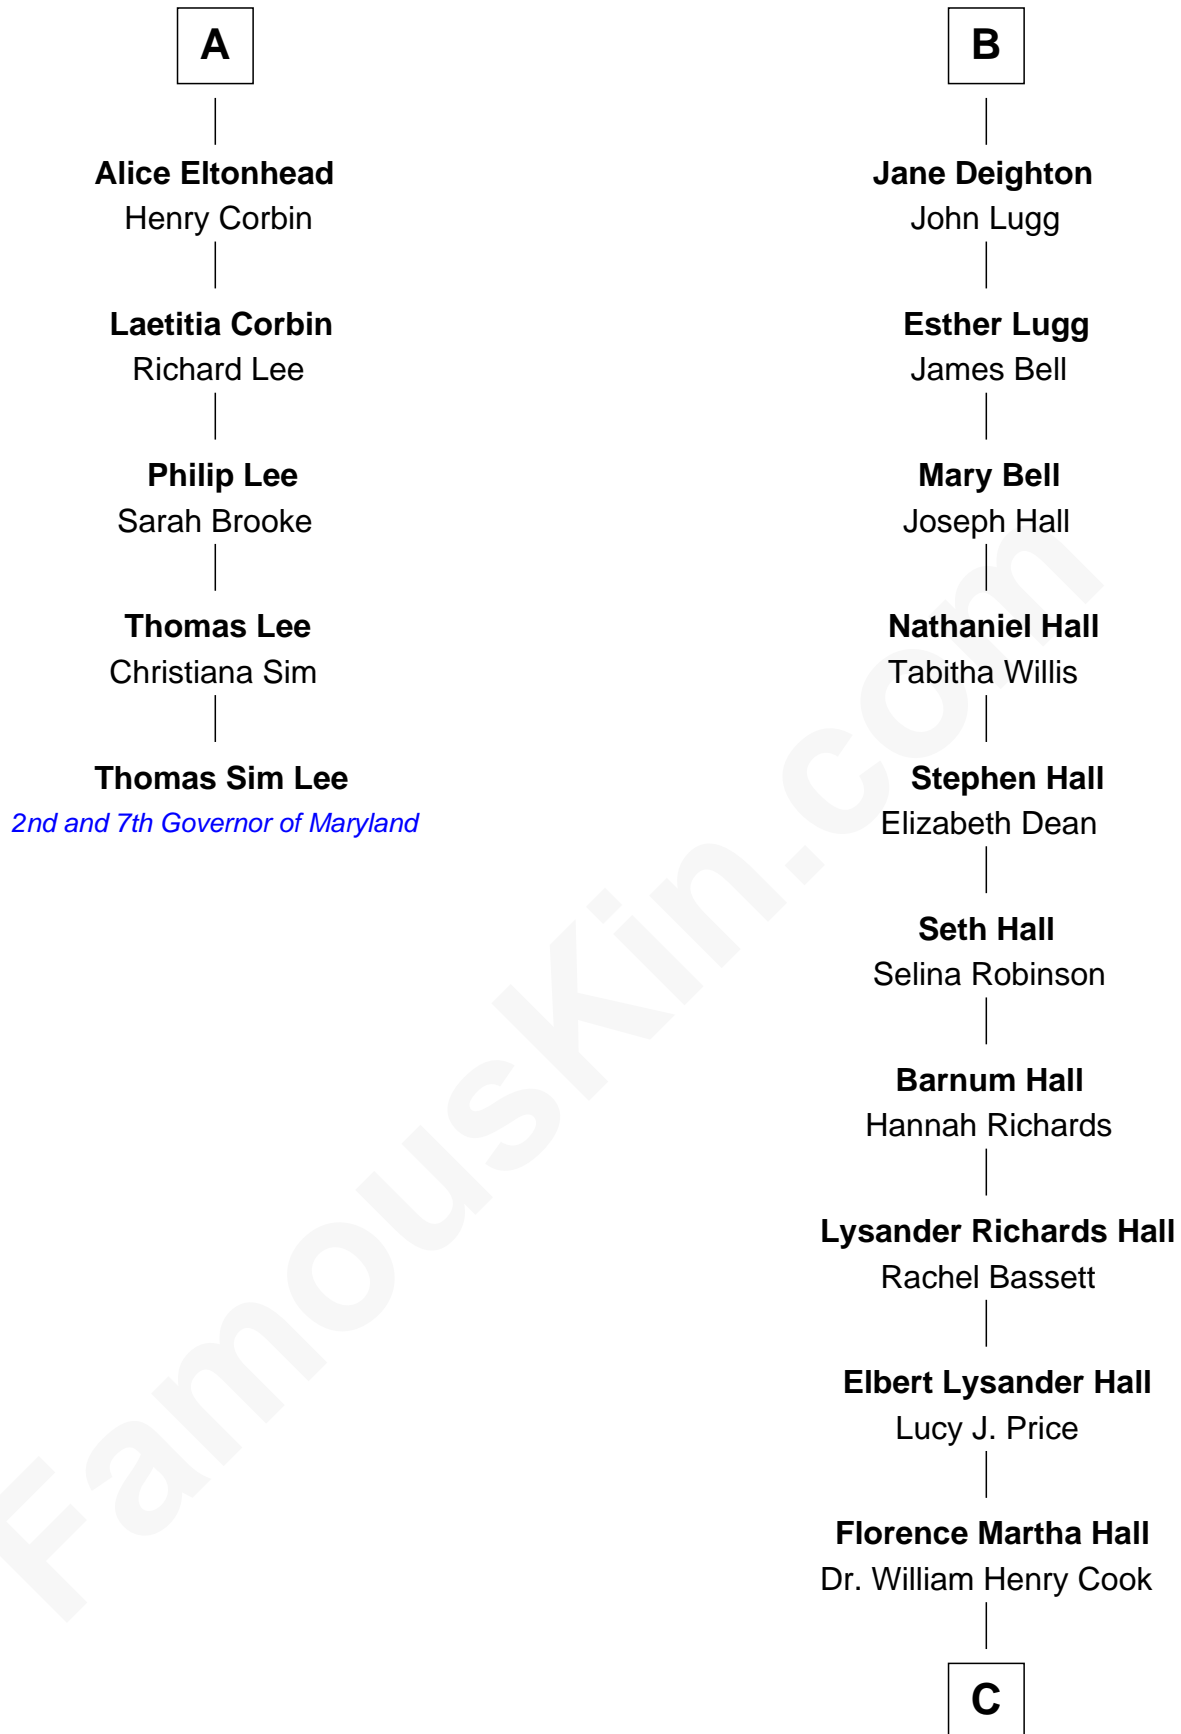 A
Alice Eltonhead
Henry Corbin
Laetitia Corbin
Richard Lee
Philip Lee
Sarah Brooke
Thomas Lee
Christiana Sim
Thomas Sim Lee
2nd and 7th Governor of Maryland
B
Jane Deighton
John Lugg
Esther Lugg
James Bell
Mary Bell
Joseph Hall
Nathaniel Hall
Tabitha Willis
Stephen Hall
Elizabeth Dean
Seth Hall
Selina Robinson
Barnum Hall
Hannah Richards
Lysander Richards Hall
Rachel Bassett
Elbert Lysander Hall
Lucy J. Price
Florence Martha Hall
Dr. William Henry Cook
C
FamousKin.com